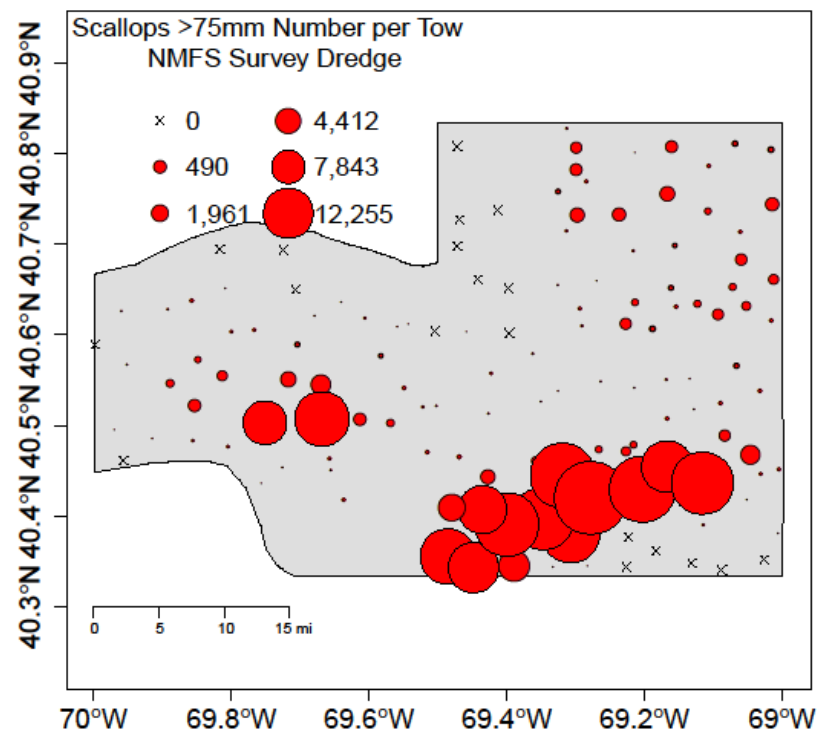 Scallops >75mm Number per Tow
NMFS Survey Dredge
× 0
4,412
490
7,843
1,961
12,255
40.9°N
40.8°N
40.7°N
40.6°N
40.5°N
40.4°N
40.3°N
0 5 10 15 mi
70°W 69.8°W 69.6°W 69.4°W 69.2°W 69°W